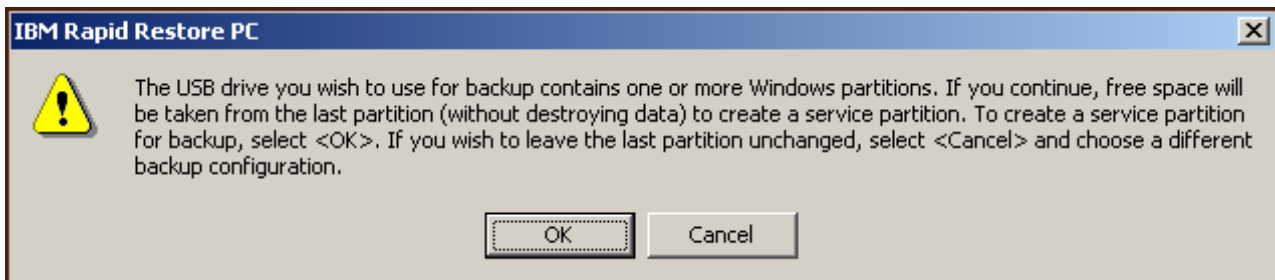 IBM Rapid Restore PC
The USB drive you wish to use for backup contains one or more Windows partitions. If you continue, free space will
be taken from the last partition (without destroying data) to create a service partition. To create a service partition
for backup, select <OK>. If you wish to leave the last partition unchanged, select <Cancel> and choose a different
backup configuration.
OK
Cancel